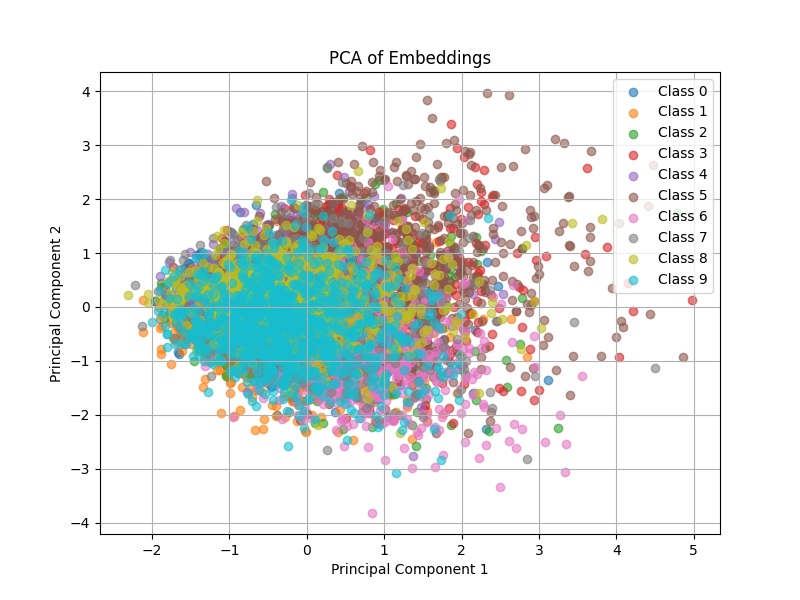 PCA of Embeddings
Class 0
Class 1
Class 2
Class 3
Class 4
Class 5
Class 6
Class 7
Class 8
Class 9
4
3
2
1
0
−1
−2
−3
−4
Principal Component 2
−2 −1 0 1 2 3 4 5
Principal Component 1